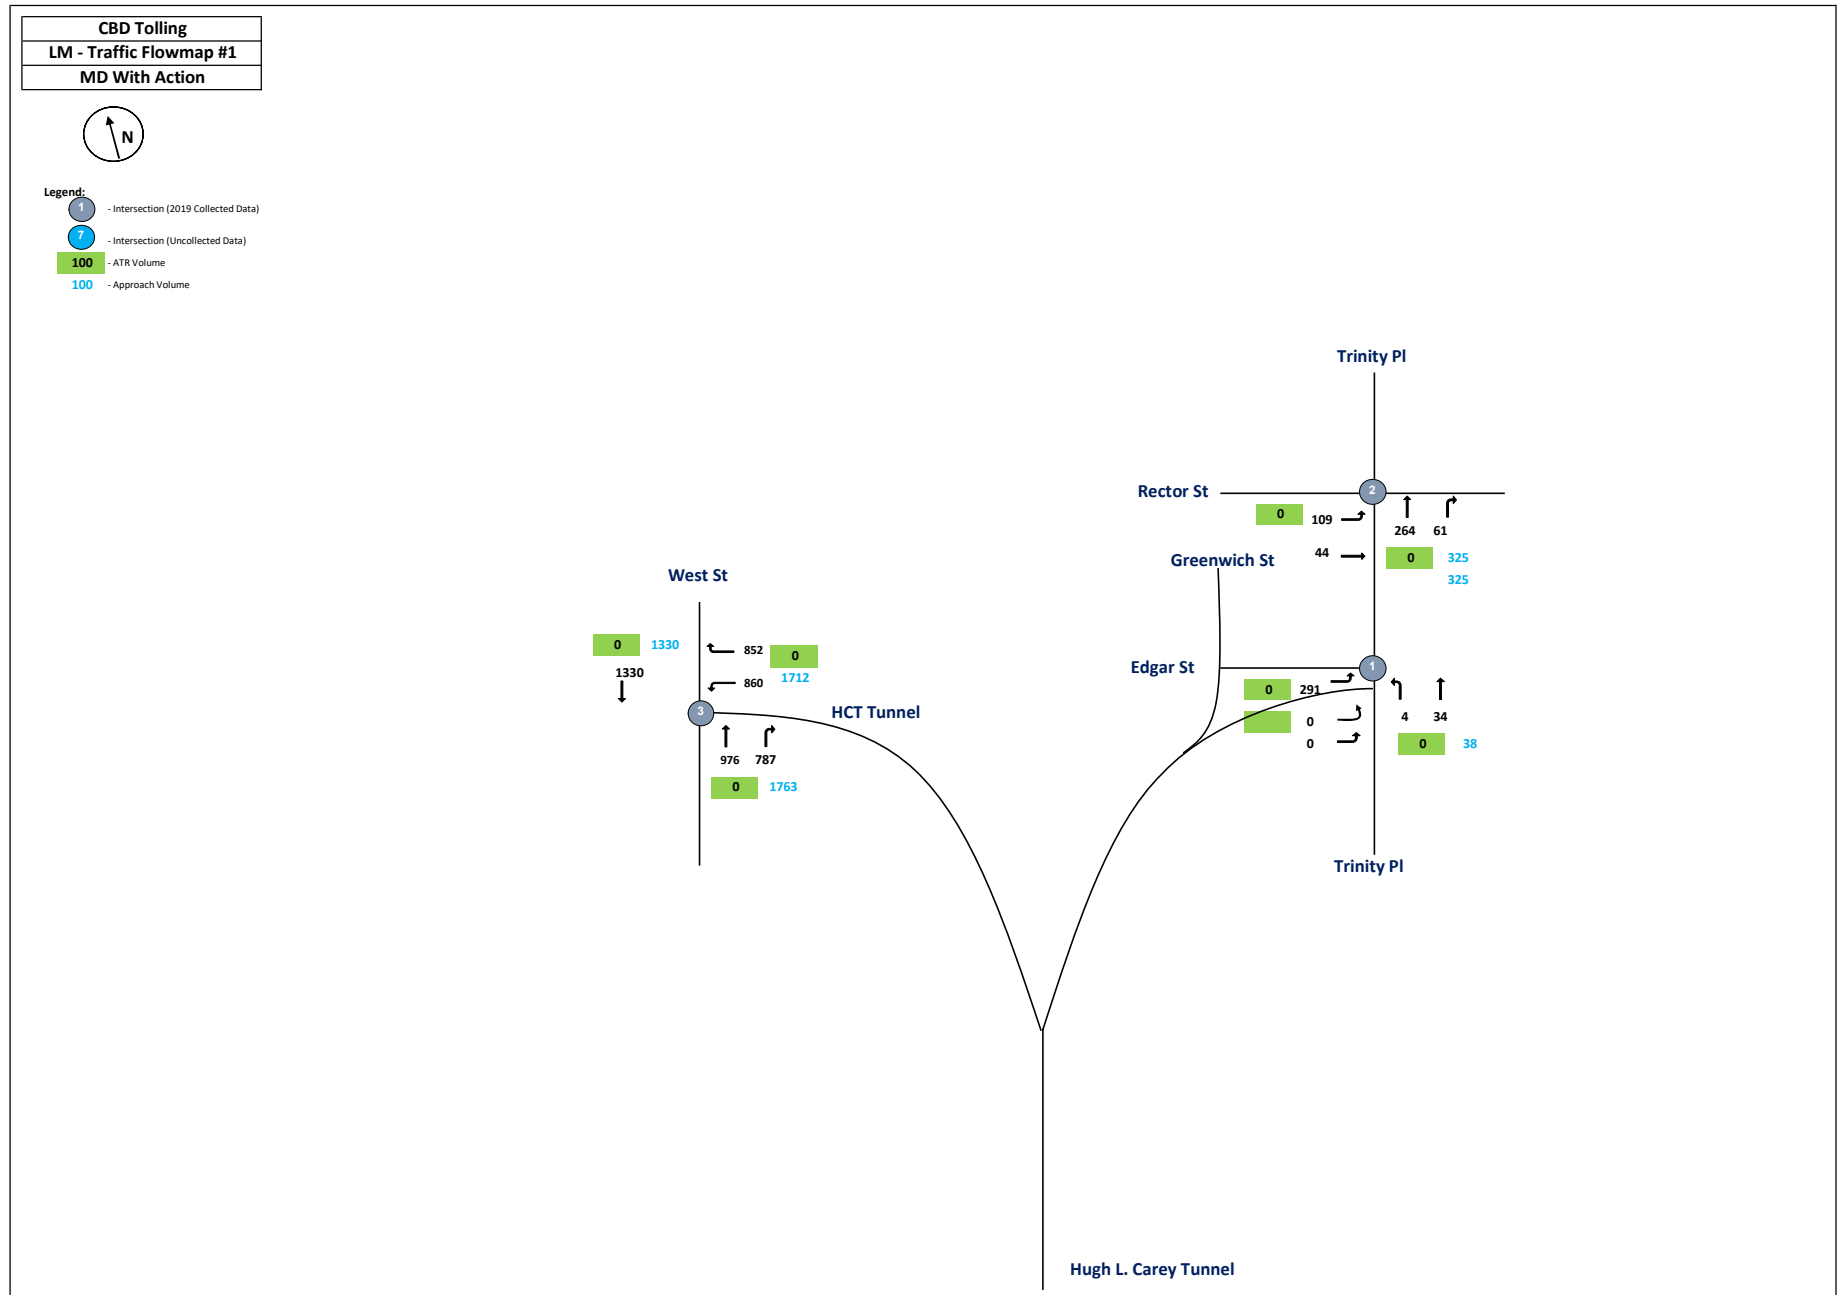 CBD Tolling
LM - Traffic Flowmap #1
MD With Action
N
Legend:
1 - Intersection (2019 Collected Data)
7 - Intersection (Uncollected Data)
100 - ATR Volume
100 - Approach Volume
Trinity Pl
Rector St
2
0 109
264 61
44
0 325
325
Greenwich St
West St
0 1330
852 0
1330
860 1712
3
HCT Tunnel
976 787
0 1763
Edgar St
1
0 291
0
0
4 34
0 38
Trinity Pl
Hugh L. Carey Tunnel